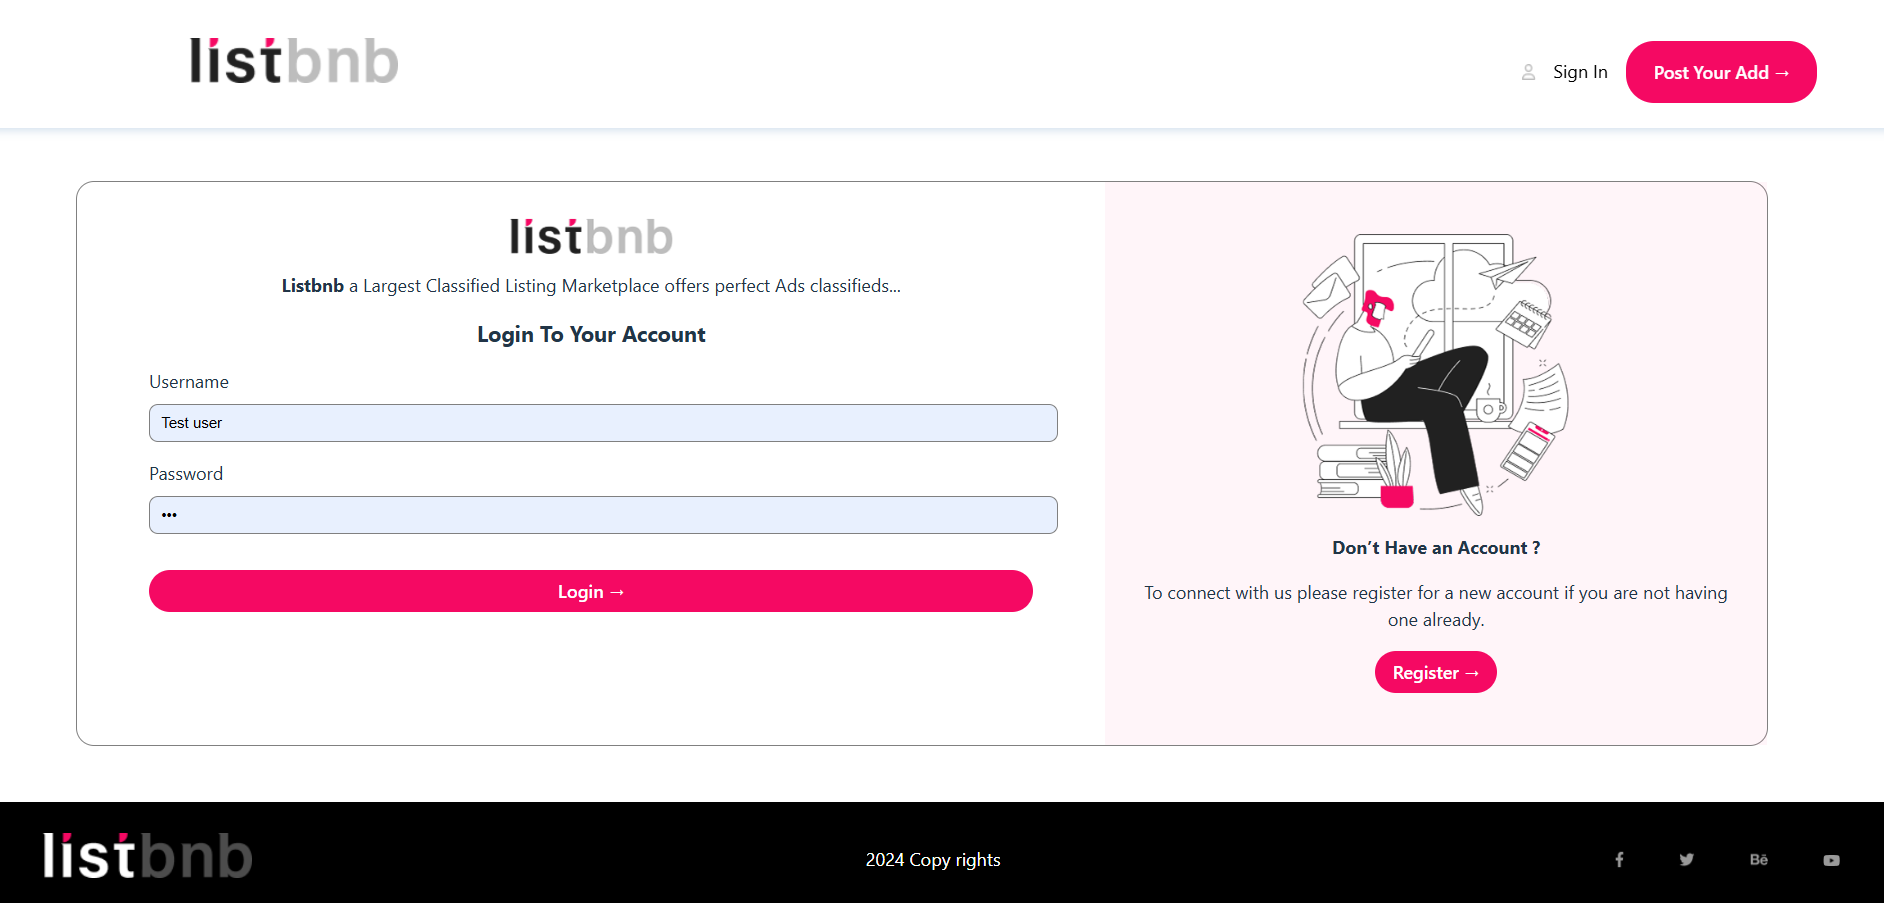 listbnb
Sign In
Post Your Add →
listbnb
Listbnb a Largest Classified Listing Marketplace offers perfect Ads classifieds...
Login To Your Account
Username
Test user
Password
•••
Login →
Don’t Have an Account ?
To connect with us please register for a new account if you are not having
one already.
Register →
listbnb
2024 Copy rights
Bē